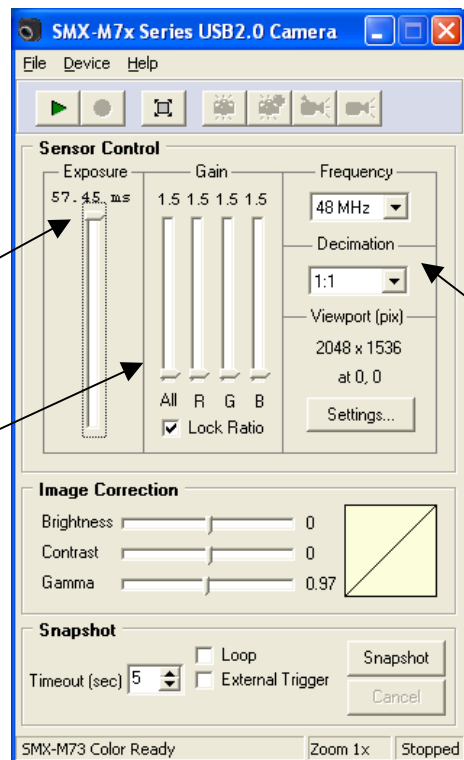 SMX-M7x Series USB2.0 Camera
File Device Help
Sensor Control
Exposure
57.45 ms
Gain
1.5 1.5 1.5 1.5
All R G B
Lock Ratio
Frequency
48 MHz
Decimation
1:1
Viewport (pix)
2048 x 1536
at 0, 0
Settings...
Image Correction
Brightness 0
Contrast 0
Gamma 0.97
Snapshot
Timeout (sec) 5
Loop
External Trigger
Snapshot
Cancel
SMX-M73 Color Ready Zoom 1x Stopped